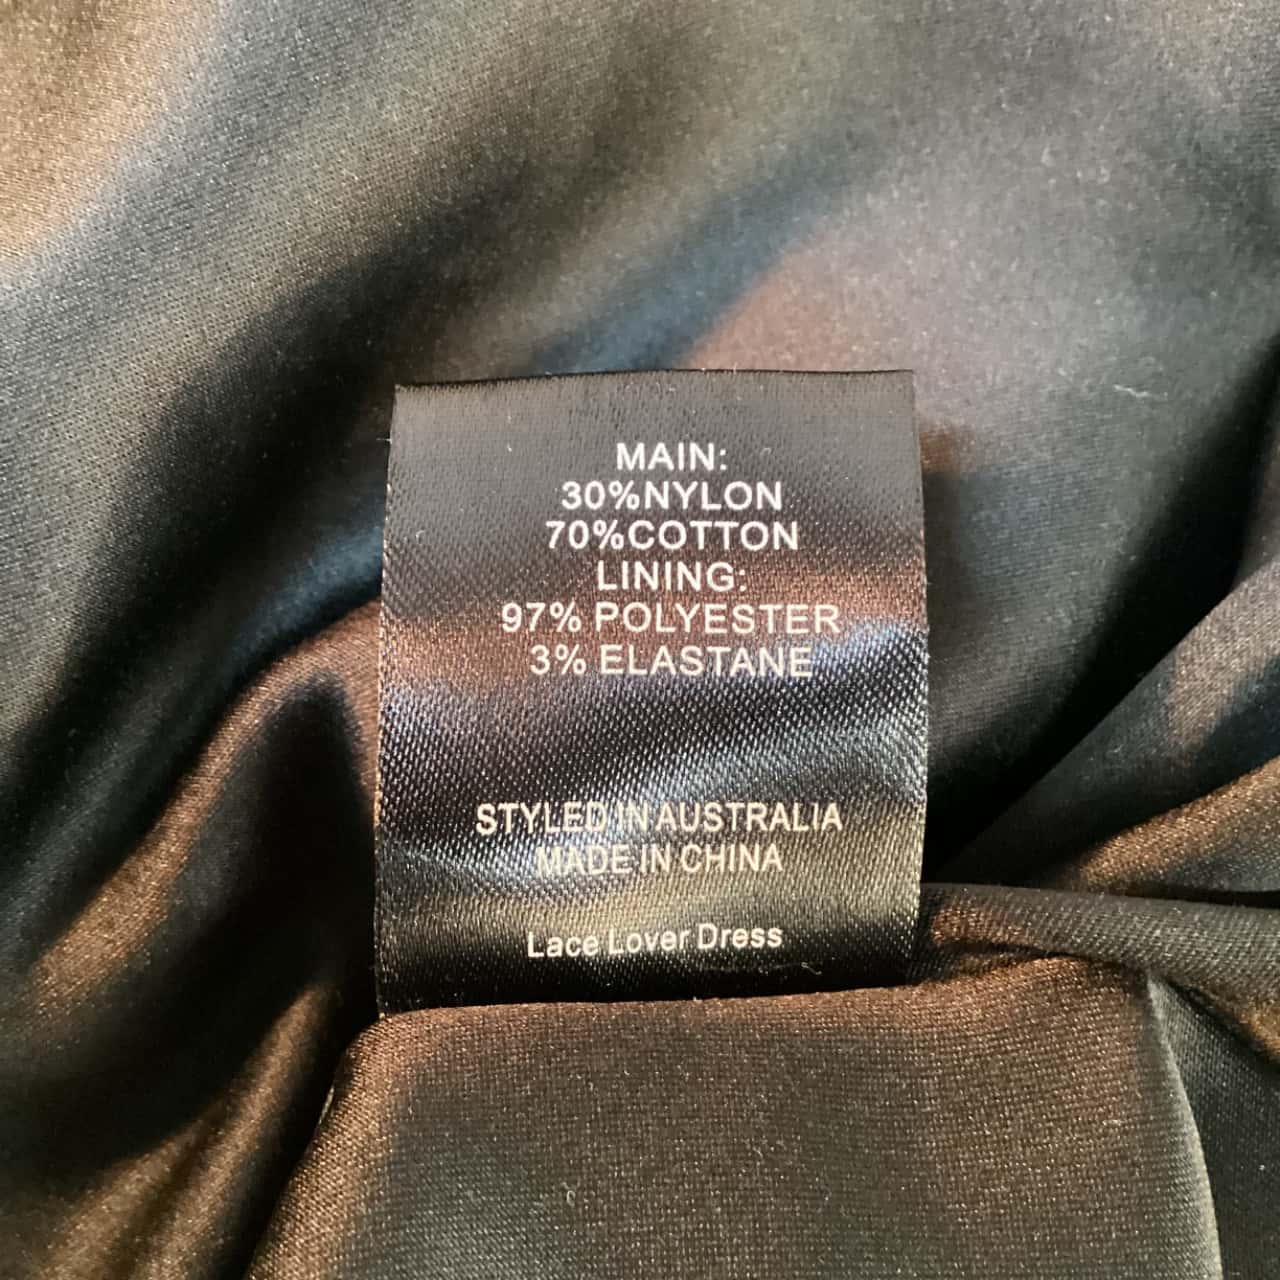 MAIN:
30%NYLON
70%COTTON
LINING:
97% POLYESTER
3% ELASTANE
STYLED IN AUSTRALIA
MADE IN CHINA
Lace Lover Dress